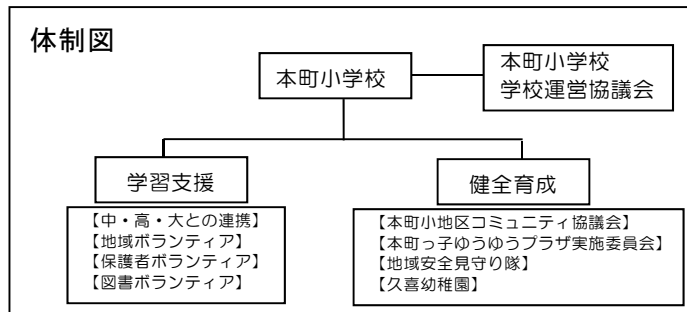 体制図
本町小学校
本町小学校
学校運営協議会
学習支援
健全育成
【中・高・大との連携】
【地域ボランティア】
【保護者ボランティア】
【図書ボランティア】
【本町小地区コミュニティ協議会】
【本町っ子ゆうゆうプラザ実施委員会】
【地域安全見守り隊】
【久喜幼稚園】